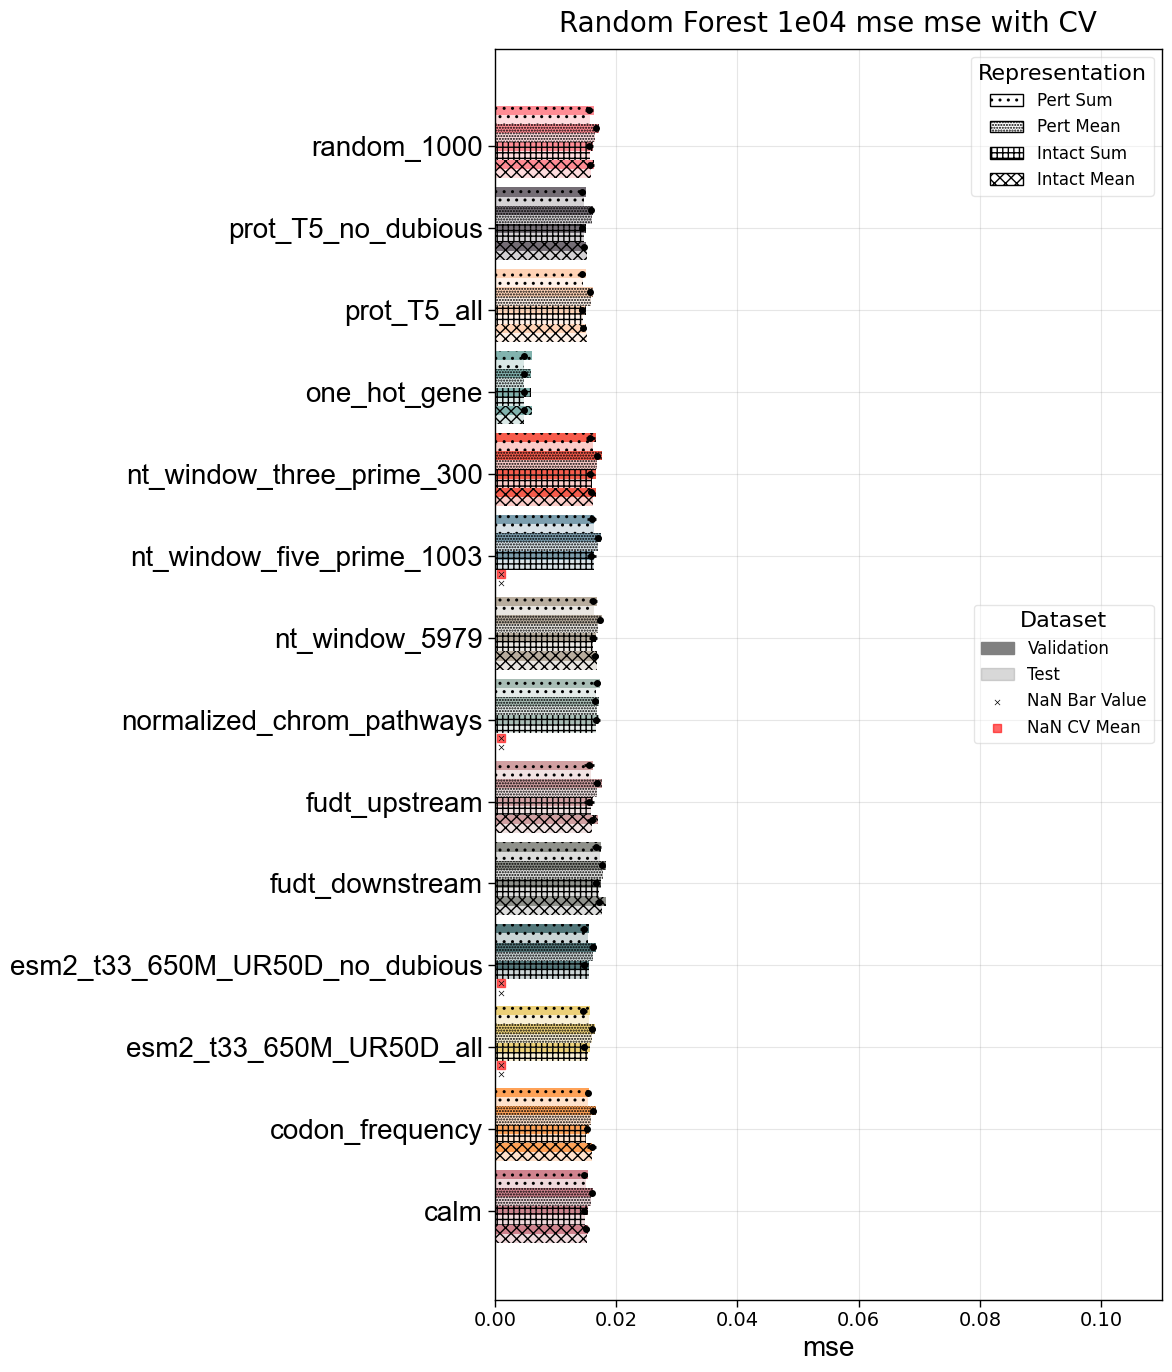 Random Forest 1e04 mse mse with CV
Representation
Pert Sum
Pert Mean
Intact Sum
Intact Mean
random_1000
prot_T5_no_dubious
prot_T5_all
one_hot_gene
nt_window_three_prime_300
nt_window_five_prime_1003
nt_window_5979
normalized_chrom_pathways
fudt_upstream
fudt_downstream
esm2_t33_650M_UR50D_no_dubious
esm2_t33_650M_UR50D_all
codon_frequency
calm
Dataset
Validation
Test
NaN Bar Value
NaN CV Mean
0.00 0.02 0.04 0.06 0.08 0.10
mse